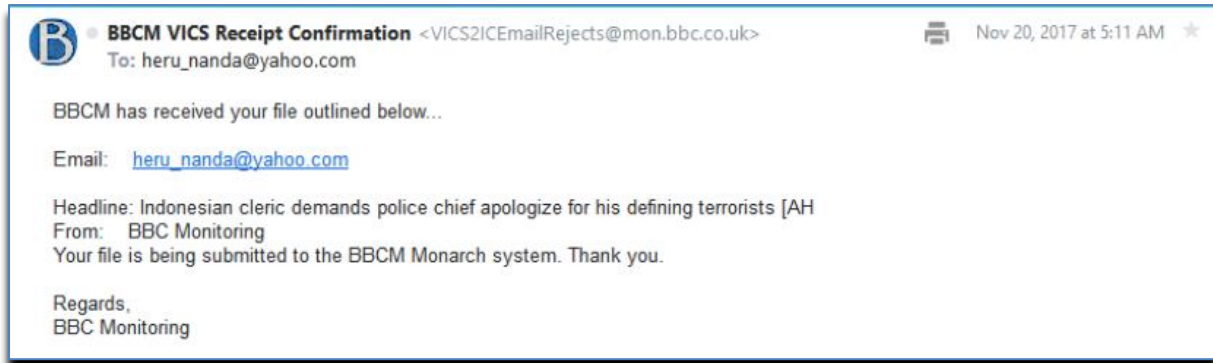 B
BBCM VICS Receipt Confirmation <VICS2ICEmailRejects@mon.bbc.co.uk> Nov 20, 2017 at 5:11 AM
To: heru_nanda@yahoo.com
BBCM has received your file outlined below...
Email: heru_nanda@yahoo.com
Headline: Indonesian cleric demands police chief apologize for his defining terrorists [AH
From: BBC Monitoring
Your file is being submitted to the BBCM Monarch system. Thank you.
Regards,
BBC Monitoring